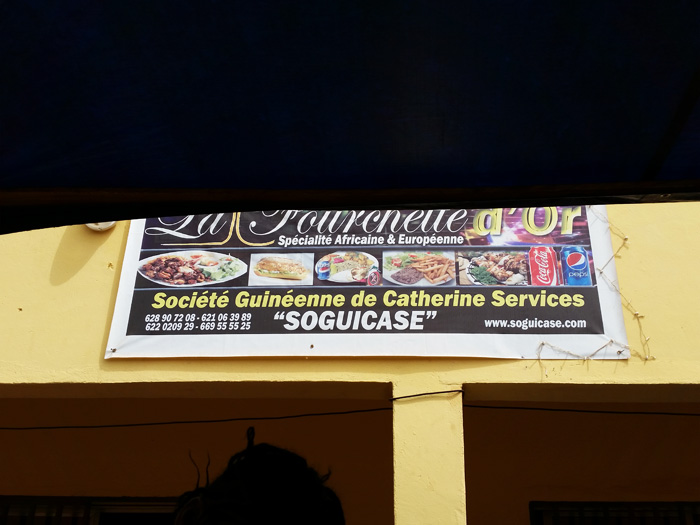 La Fourchette d'Or
Spécialité Africaine & Européenne
Coca-Cola
pepsi
Société Guinéenne de Catherine Services
628 90 72 08 - 621 06 39 89
622 0209 29 - 669 55 55 25
"SOGUICASE"
www.soguicase.com